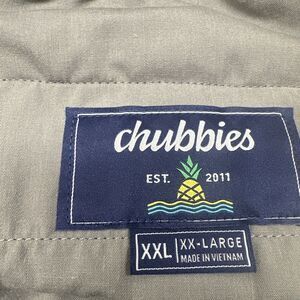 chubbies
EST. 2011
XXL XX-LARGE
MADE IN VIETNAM